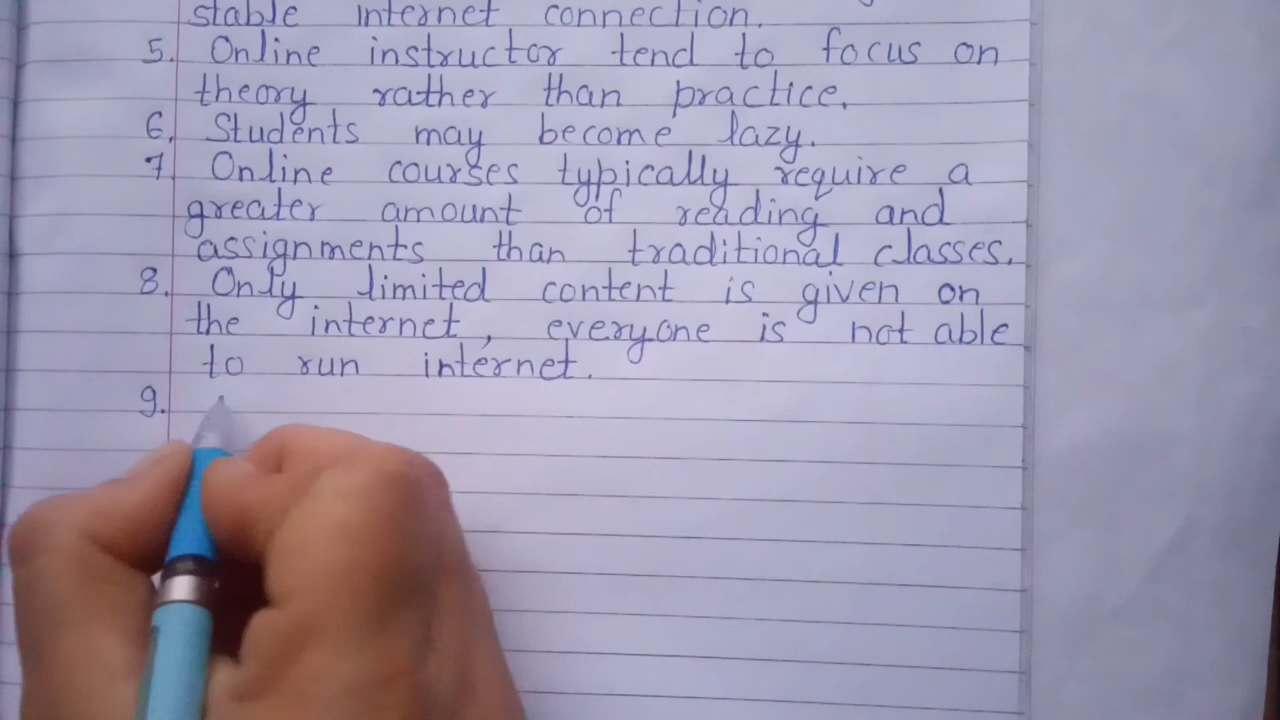 stable internet connection.
5. Online instructor tend to focus on
theory rather than practice.
6. Students may become lazy.
7. Online courses typically require a
greater amount of reading and
assignments than traditional classes.
8. Only limited content is given on
the internet, everyone is not able
to run internet.
9.